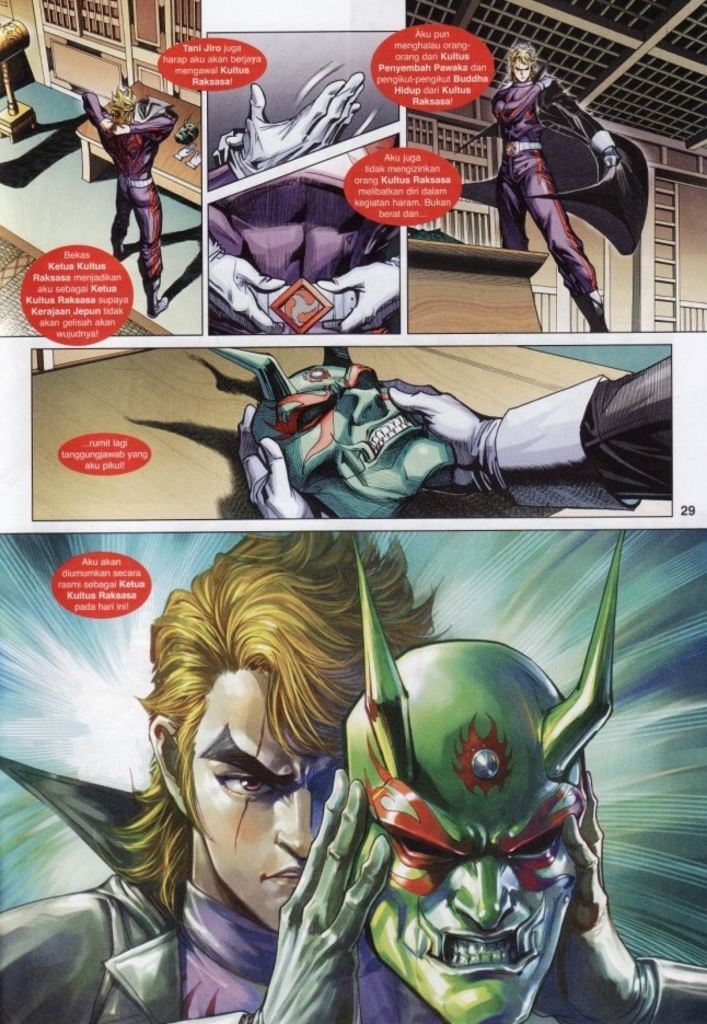 Bekas
Ketua Kultus
Raksasa menjadikan
aku sebagai Ketua
Kultus Raksasa supaya
Kerajaan Jepun tidak
akan gelisah akan
wujudnya!
Tani Jiro juga
harap aku akan berjaya
mengawal Kultus
Raksasa!
Aku pun
menghalau orang-
orang dari Kultus
Penyembah Pawaka dan
pengikut-pengikut Buddha
Hidup dari Kultus
Raksasa!
Aku juga
tidak mengizinkan
orang Kultus Raksasa
melibatkan diri dalam
kegiatan haram. Bukan
berat dan...
...rumit lagi
tanggungjawab yang
aku pikul!
29
Aku akan
diumumkan secara
rasmi sebagai Ketua
Kultus Raksasa
pada hari ini!